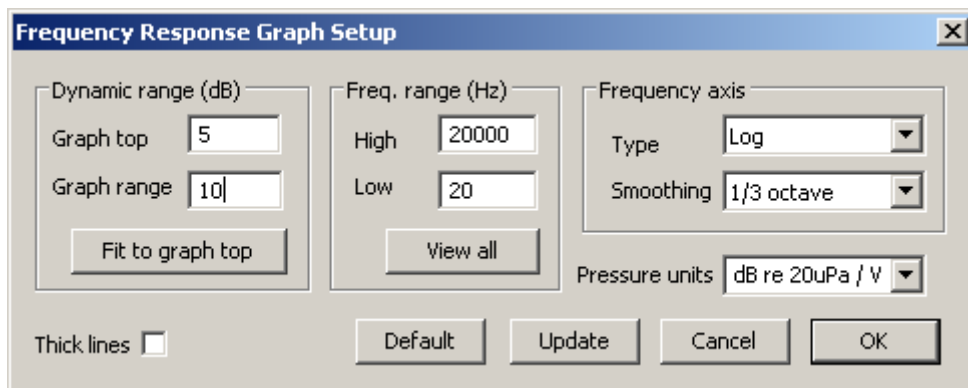 Frequency Response Graph Setup
Dynamic range (dB)
Graph top 5
Graph range 10
Fit to graph top
Freq. range (Hz)
High 20000
Low 20
View all
Frequency axis
Type Log
Smoothing 1/3 octave
Pressure units dB re 20uPa / V
Thick lines
Default Update Cancel OK